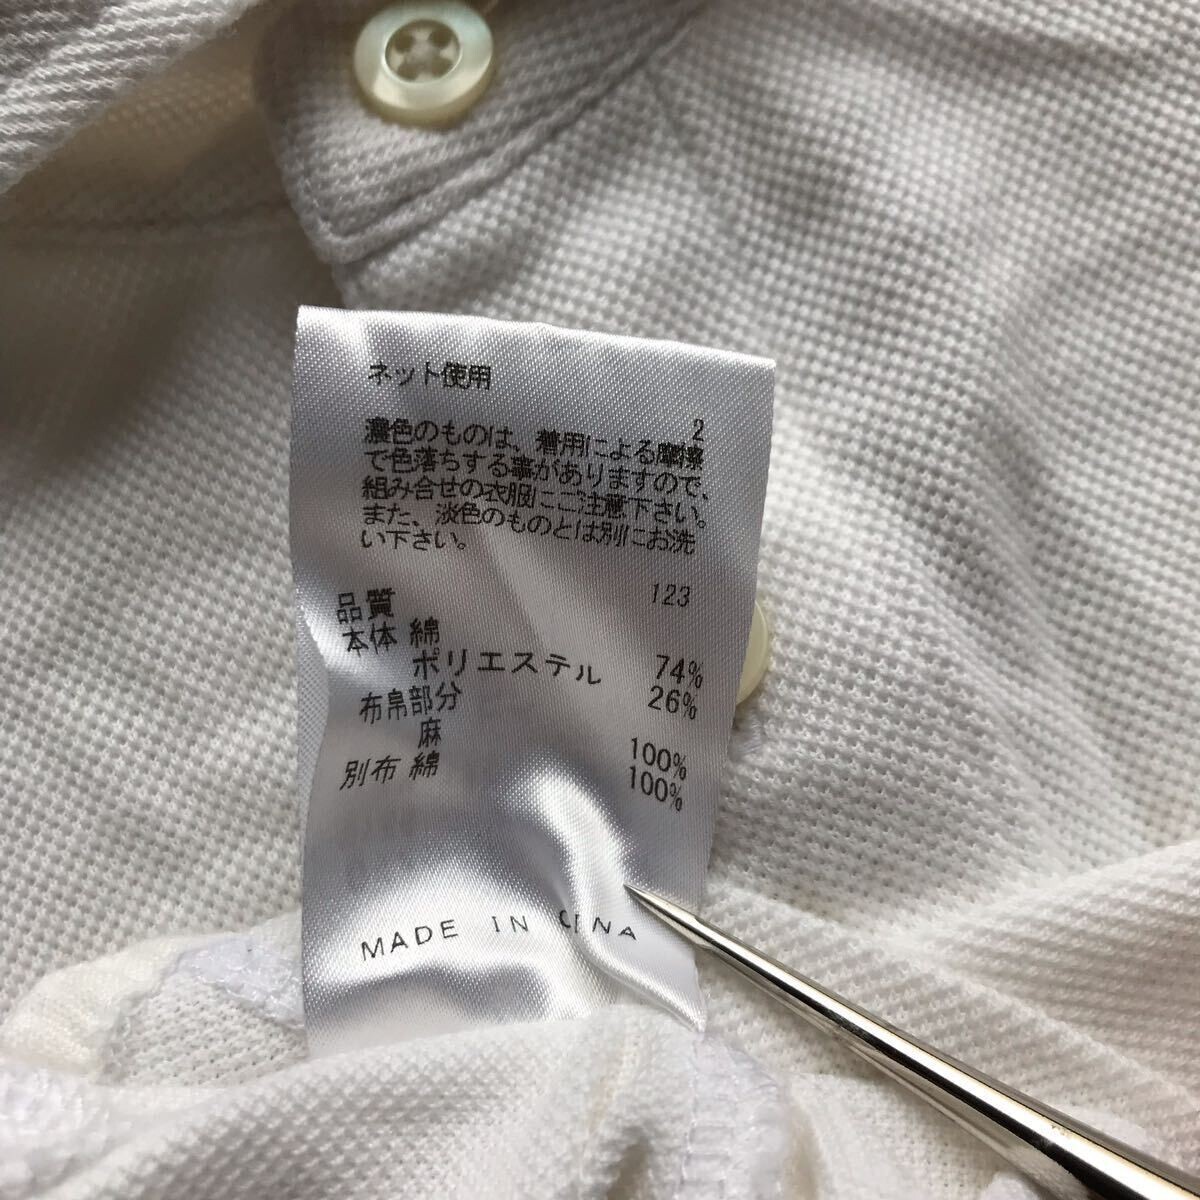 ネット使用
2
濃色のものは、着用による摩擦
で色落ちする事がありますので、
組み合せの衣服にご注意下さい。
また、淡色のものとは別にお洗
い下さい。
123
品質
本体 綿 74%
ポリエステル 26%
布帛部分
麻 100%
別布 綿 100%
MADE IN CHINA